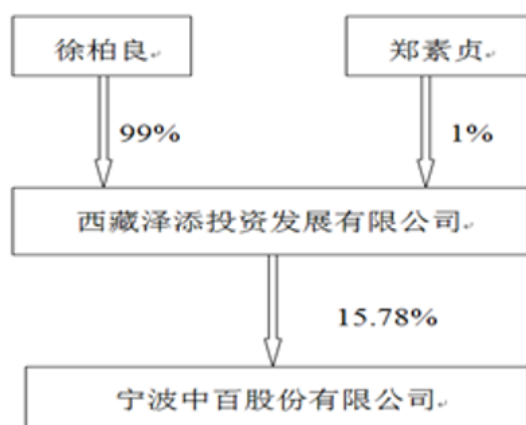 徐柏良
郑素贞
99%
1%
西藏泽添投资发展有限公司
15.78%
宁波中百股份有限公司